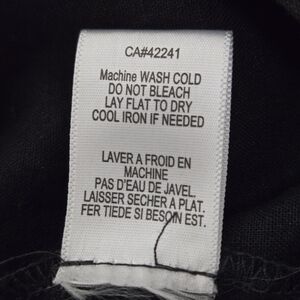 CA#42241
Machine WASH COLD
DO NOT BLEACH
LAY FLAT TO DRY
COOL IRON IF NEEDED
LAVER A FROID EN
MACHINE
PAS D'EAU DE JAVEL.
LAISSER SECHER A PLAT.
FER TIEDE SI BESOIN EST.